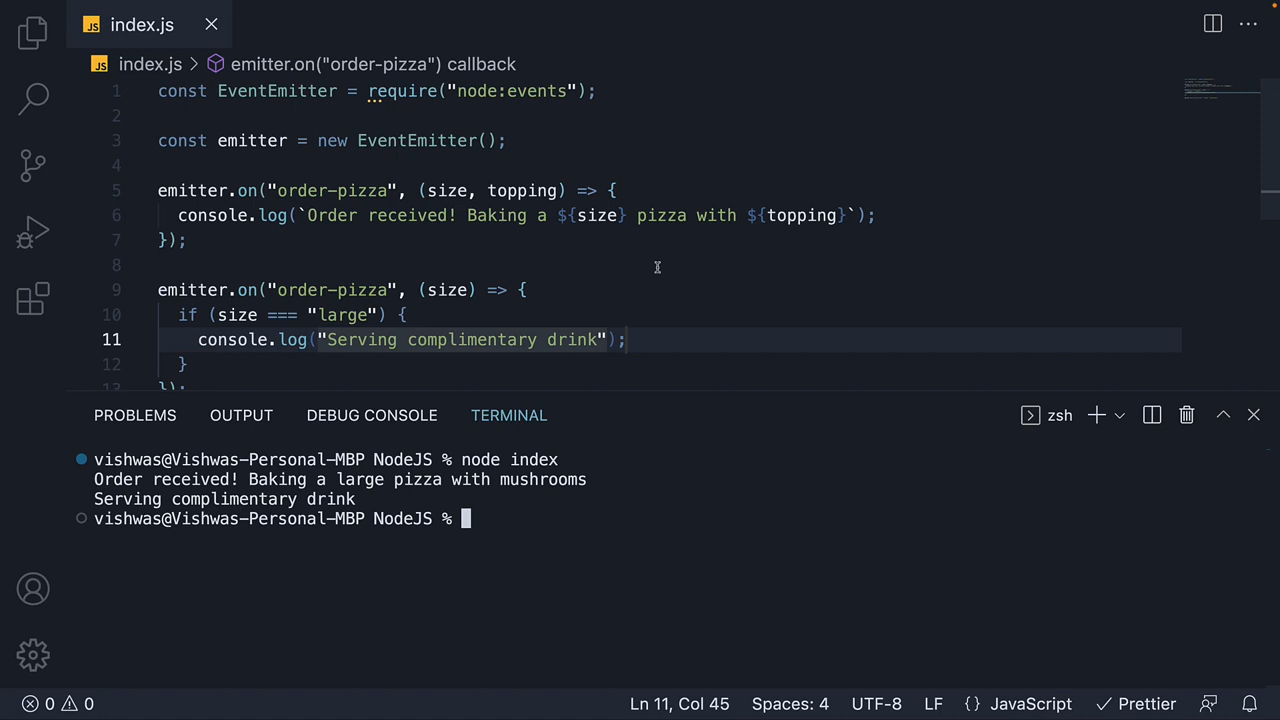 JS index.js
JS index.js > emitter.on("order-pizza") callback
1 const EventEmitter = require("node:events");
2
3 const emitter = new EventEmitter();
4
5 emitter.on("order-pizza", (size, topping) => {
6 console.log(`Order received! Baking a ${size} pizza with ${topping}`);
7 });
8
9 emitter.on("order-pizza", (size) => {
10 if (size === "large") {
11 console.log("Serving complimentary drink");
12 }
13 });
PROBLEMS OUTPUT DEBUG CONSOLE TERMINAL zsh
vishwas@Vishwas-Personal-MBP NodeJS % node index
Order received! Baking a large pizza with mushrooms
Serving complimentary drink
vishwas@Vishwas-Personal-MBP NodeJS %
0 0 Ln 11, Col 45 Spaces: 4 UTF-8 LF {} JavaScript Prettier